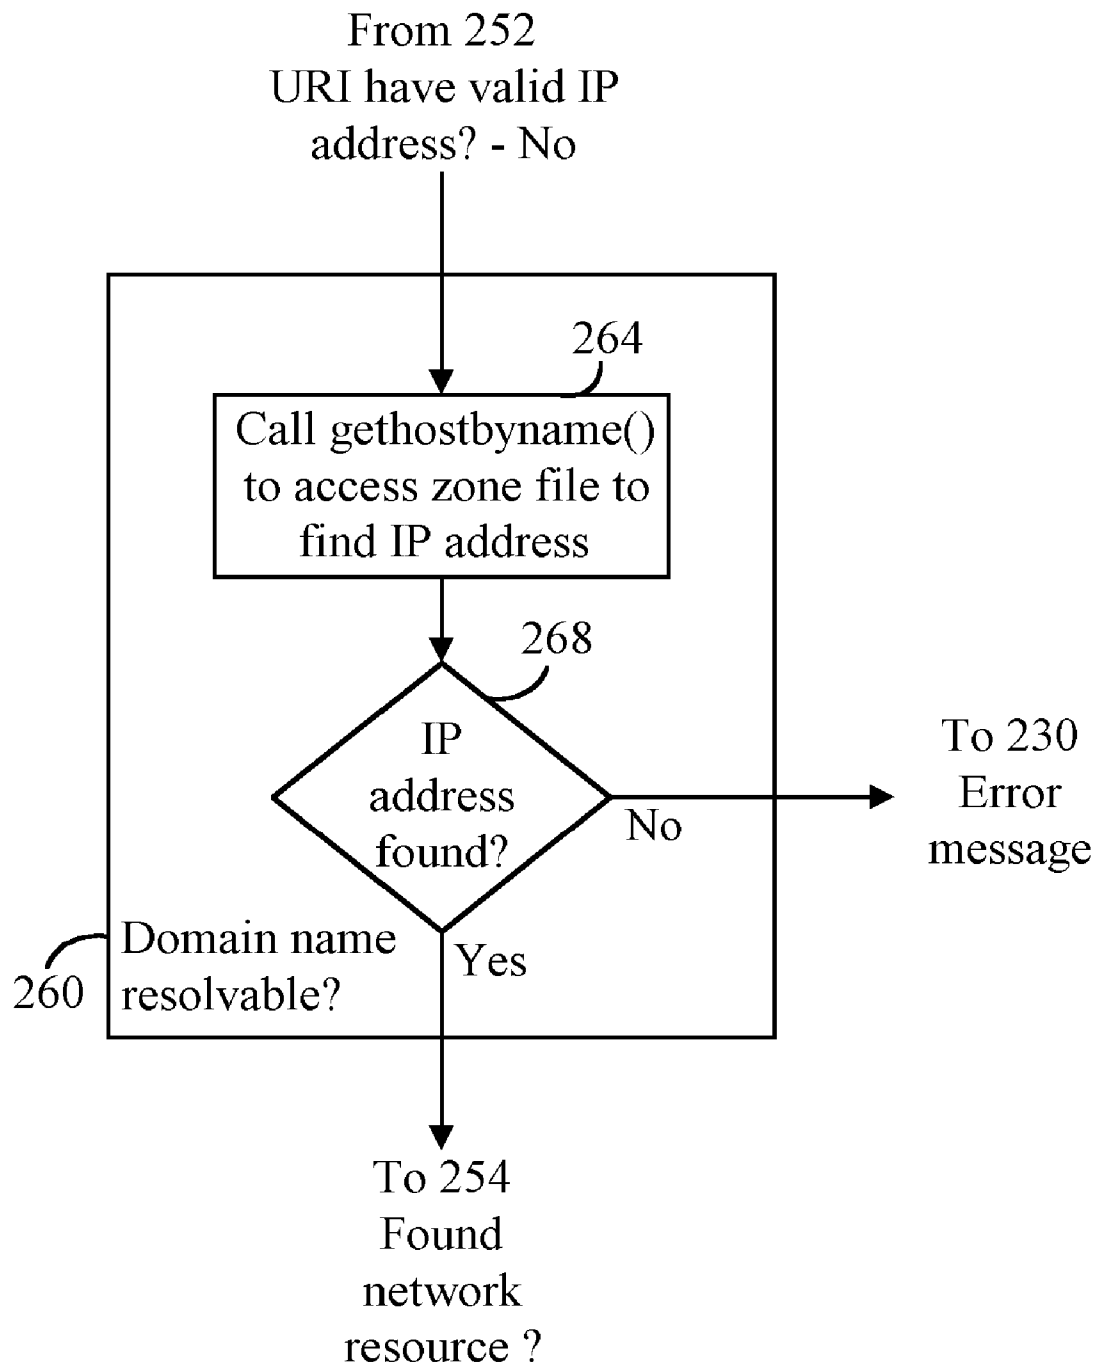 From 252
URI have valid IP
address? - No
264
Call gethostbyname()
to access zone file to
find IP address
268
IP
address
found?
No
To 230
Error
message
Yes
Domain name
resolvable?
260
To 254
Found
network
resource ?